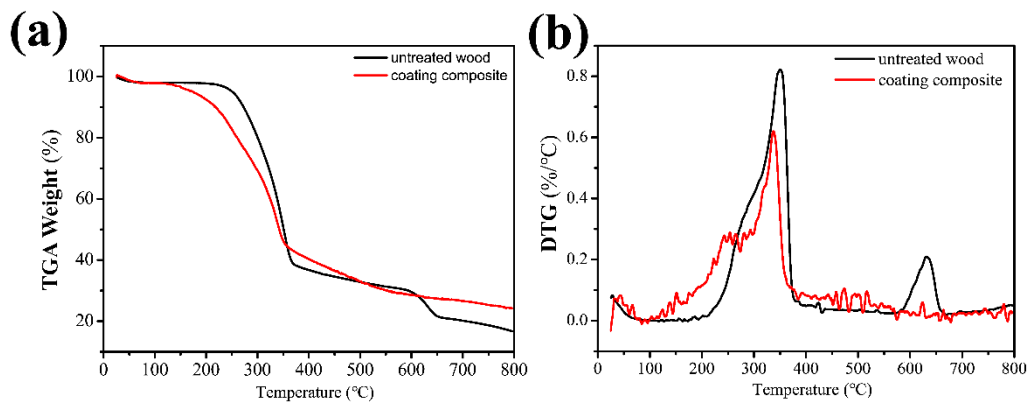 (a)
untreated wood
coating composite
TGA Weight (%)
100
80
60
40
20
0 100 200 300 400 500 600 700 800
Temperature (℃)
(b)
untreated wood
coating composite
DTG (%/°C)
0.8
0.6
0.4
0.2
0.0
0 100 200 300 400 500 600 700 800
Temperature (℃)